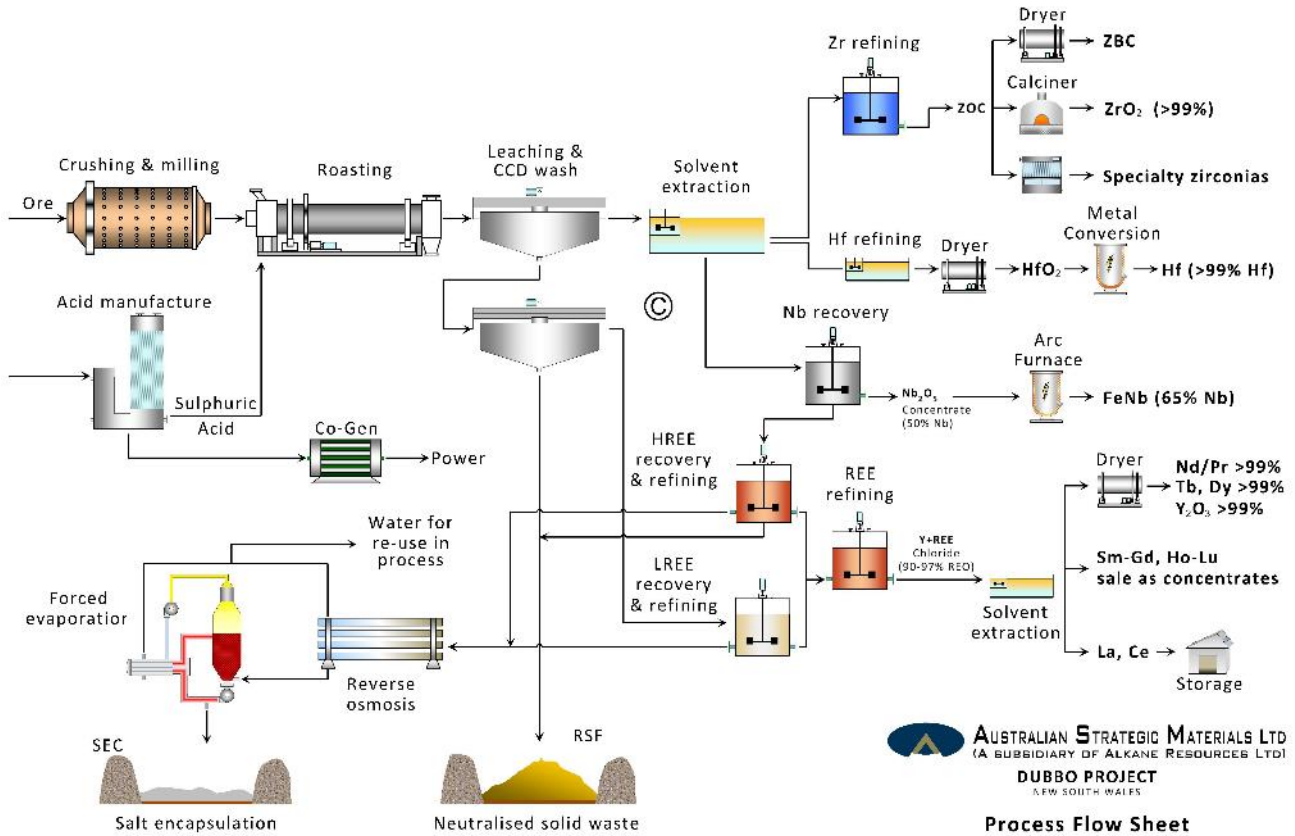 Dryer
ZBC
Zr refining
Calciner
ZOC
ZrO₂ (>99%)
Leaching &
CCD wash
Crushing & milling
Roasting
Solvent
extraction
Specialty zirconias
Ore
Metal
Conversion
Hf refining
Dryer
HfO₂
Hf (>99% Hf)
Acid manufacture
©
Nb recovery
Arc
Furnace
Sulphuric
Acid
Nb₂O₅
Concentrate
(50% Nb)
FeNb (65% Nb)
Co-Gen
Power
HREE
recovery
& refining
REE
refining
Dryer
Nd/Pr >99%
Tb, Dy >99%
Y₂O₃ >99%
Water for
re-use in
process
Y+REE
Chloride
(90-97% REO)
LREE
recovery
& refining
Sm-Gd, Ho-Lu
sale as concentrates
Forced
evaporatior
Solvent
extraction
La, Ce
Storage
Reverse
osmosis
SEC
RSF
Salt encapsulation
Neutralised solid waste
AUSTRALIAN STRATEGIC MATERIALS LTD
(A SUBSIDIARY OF ALKANE RESOURCES LTD)
DUBBO PROJECT
NEW SOUTH WALES
Process Flow Sheet